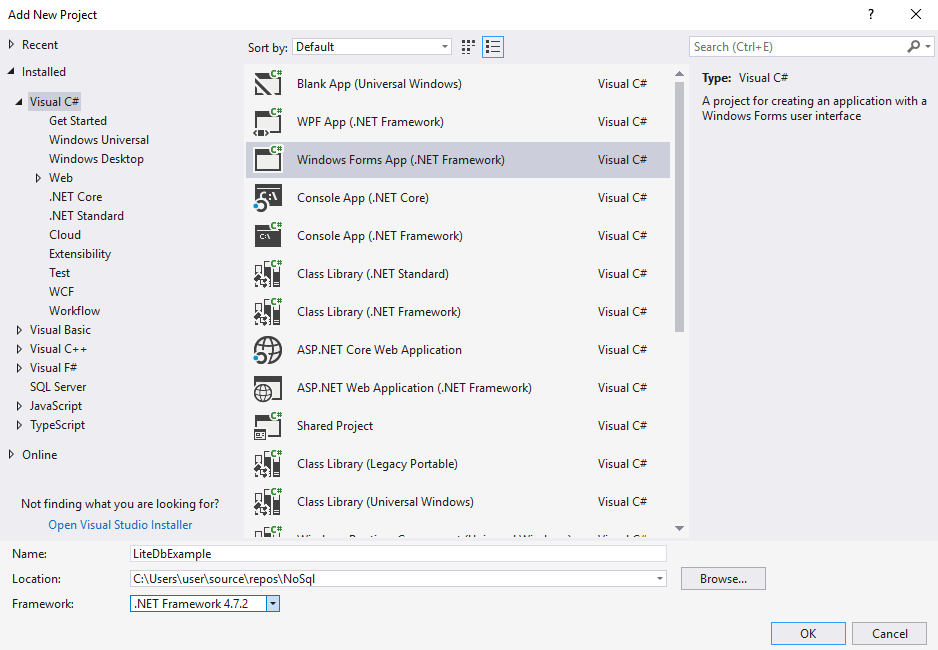 Add New Project
?
Recent
Installed
Visual C#
Get Started
Windows Universal
Windows Desktop
Web
.NET Core
.NET Standard
Cloud
Extensibility
Test
WCF
Workflow
Visual Basic
Visual C++
Visual F#
SQL Server
JavaScript
TypeScript
Online
Not finding what you are looking for?
Open Visual Studio Installer
Sort by: Default
Blank App (Universal Windows) Visual C#
WPF App (.NET Framework) Visual C#
Windows Forms App (.NET Framework) Visual C#
Console App (.NET Core) Visual C#
Console App (.NET Framework) Visual C#
Class Library (.NET Standard) Visual C#
Class Library (.NET Framework) Visual C#
ASP.NET Core Web Application Visual C#
ASP.NET Web Application (.NET Framework) Visual C#
Shared Project Visual C#
Class Library (Legacy Portable) Visual C#
Class Library (Universal Windows) Visual C#
Search (Ctrl+E)
Type: Visual C#
A project for creating an application with a
Windows Forms user interface
Name: LiteDbExample
Location: C:\Users\user\source\repos\NoSql
Browse...
Framework: .NET Framework 4.7.2
OK
Cancel